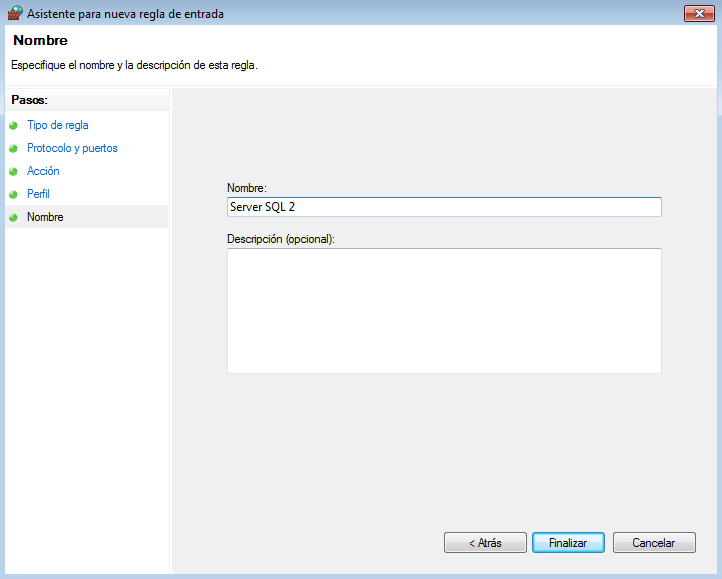 Asistente para nueva regla de entrada
Nombre
Especifique el nombre y la descripción de esta regla.
Pasos:
Tipo de regla
Protocolo y puertos
Acción
Perfil
Nombre
Nombre:
Server SQL 2
Descripción (opcional):
< Atrás
Finalizar
Cancelar